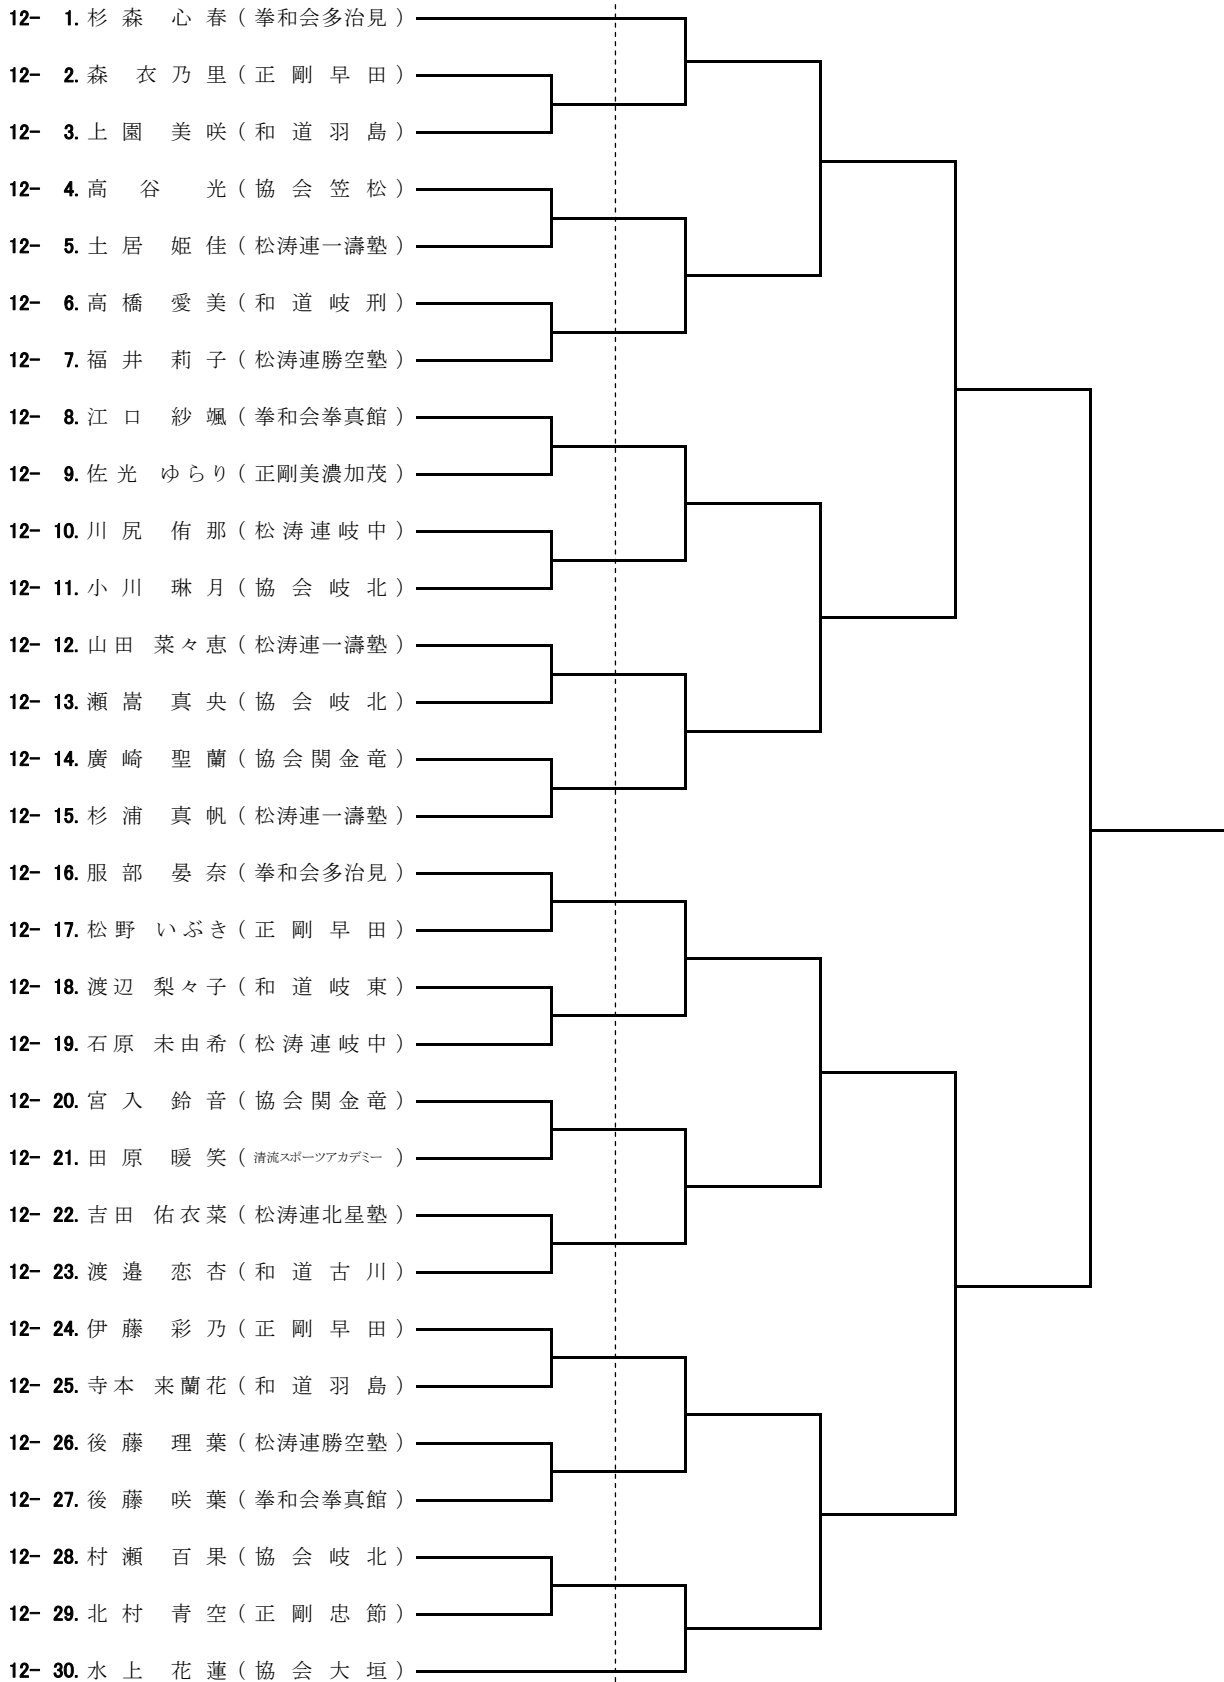 12- 1. 杉森 心春 (拳和会多治見)
12- 2. 森 衣乃里 (正剛早田)
12- 3. 上園 美咲 (和道羽島)
12- 4. 高谷 光 (協会笠松)
12- 5. 土居 姫佳 (松涛連一濤塾)
12- 6. 高橋 愛美 (和道岐刑)
12- 7. 福井 莉子 (松涛連勝空塾)
12- 8. 江口 紗颯 (拳和会拳真館)
12- 9. 佐光 ゆらり (正剛美濃加茂)
12- 10. 川尻 侑那 (松涛連岐中)
12- 11. 小川 琳月 (協会岐北)
12- 12. 山田 菜々恵 (松涛連一濤塾)
12- 13. 瀬嵩 真央 (協会岐北)
12- 14. 廣崎 聖蘭 (協会関金竜)
12- 15. 杉浦 真帆 (松涛連一濤塾)
12- 16. 服部 晏奈 (拳和会多治見)
12- 17. 松野 いぶき (正剛早田)
12- 18. 渡辺 梨々子 (和道岐東)
12- 19. 石原 未由希 (松涛連岐中)
12- 20. 宮入 鈴音 (協会関金竜)
12- 21. 田原 暖笑 (清流スポーツアカデミー)
12- 22. 吉田 佑衣菜 (松涛連北星塾)
12- 23. 渡邉 恋杏 (和道古川)
12- 24. 伊藤 彩乃 (正剛早田)
12- 25. 寺本 来蘭花 (和道羽島)
12- 26. 後藤 理葉 (松涛連勝空塾)
12- 27. 後藤 咲葉 (拳和会拳真館)
12- 28. 村瀬 百果 (協会岐北)
12- 29. 北村 青空 (正剛忠節)
12- 30. 水上 花蓮 (協会大垣)